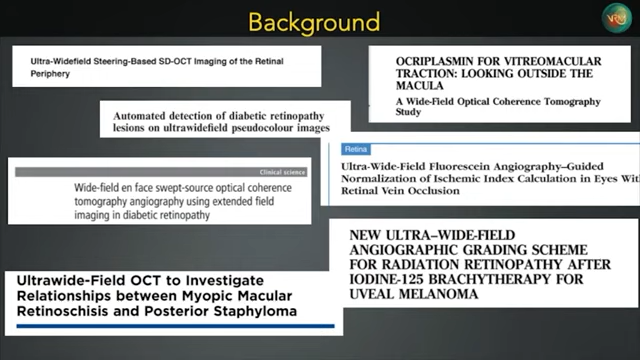 Background
VRM
Ultra-Widefield Steering-Based SD-OCT Imaging of the Retinal
Periphery
OCRIPLASMIN FOR VITREOMACULAR
TRACTION: LOOKING OUTSIDE THE
MACULA
A Wide-Field Optical Coherence Tomography
Study
Automated detection of diabetic retinopathy
lesions on ultrawidefield pseudocolour images
Retina
Ultra-Wide-Field Fluorescein Angiography–Guided
Normalization of Ischemic Index Calculation in Eyes With
Retinal Vein Occlusion
Clinical science
Wide-field en face swept-source optical coherence
tomography angiography using extended field
imaging in diabetic retinopathy
NEW ULTRA–WIDE-FIELD
ANGIOGRAPHIC GRADING SCHEME
FOR RADIATION RETINOPATHY AFTER
IODINE-125 BRACHYTHERAPY FOR
UVEAL MELANOMA
Ultrawide-Field OCT to Investigate
Relationships between Myopic Macular
Retinoschisis and Posterior Staphyloma